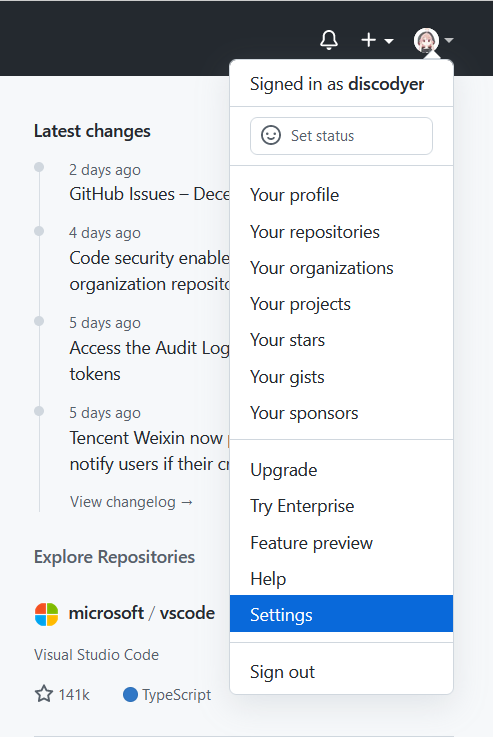 Signed in as discodyer
Set status
Your profile
Your repositories
Your organizations
Your projects
Your stars
Your gists
Your sponsors
Upgrade
Try Enterprise
Feature preview
Help
Settings
Sign out
Latest changes
2 days ago
GitHub Issues – Dece
4 days ago
Code security enable
organization reposito
5 days ago
Access the Audit Log
tokens
5 days ago
Tencent Weixin now
notify users if their cr
View changelog →
Explore Repositories
microsoft / vscode
Visual Studio Code
141k TypeScript